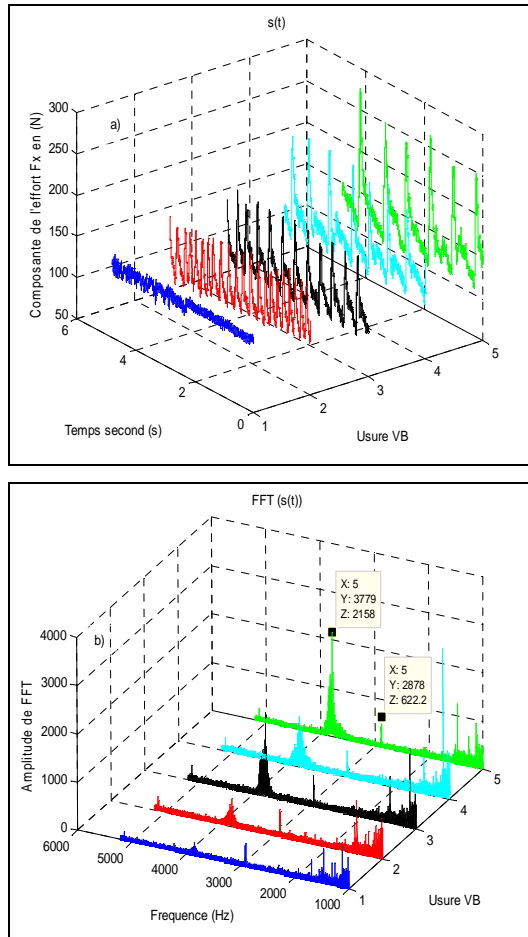 s(t)
a)
300
250
200
150
100
50
Composante de l'effort Fx en (N)
6
4
2
0
Temps second (s)
1
2
3
4
5
Usure VB
FFT (s(t))
b)
X: 5
Y: 3779
Z: 2158
X: 5
Y: 2878
Z: 622.2
4000
3000
2000
1000
0
Amplitude de FFT
6000
5000
4000
3000
2000
1000
Frequence (Hz)
1
2
3
4
5
Usure VB